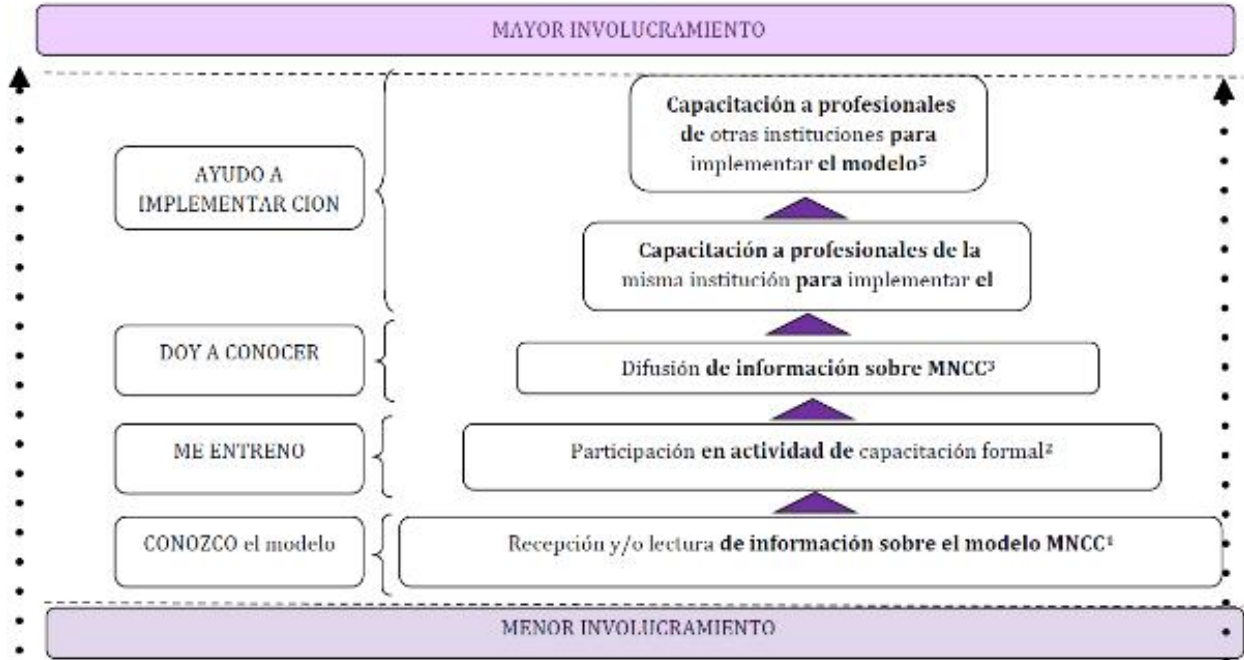 MAYOR INVOLUCRAMIENTO
AYUDO A
IMPLEMENTAR CION
Capacitación a profesionales
de otras instituciones para
implementar el modelo⁵
Capacitación a profesionales de la
misma institución para implementar el
DOY A CONOCER
Difusión de información sobre MNCC³
ME ENTRENO
Participación en actividad de capacitación formal²
CONOZCO el modelo
Recepción y/o lectura de información sobre el modelo MNCC¹
MENOR INVOLUCRAMIENTO